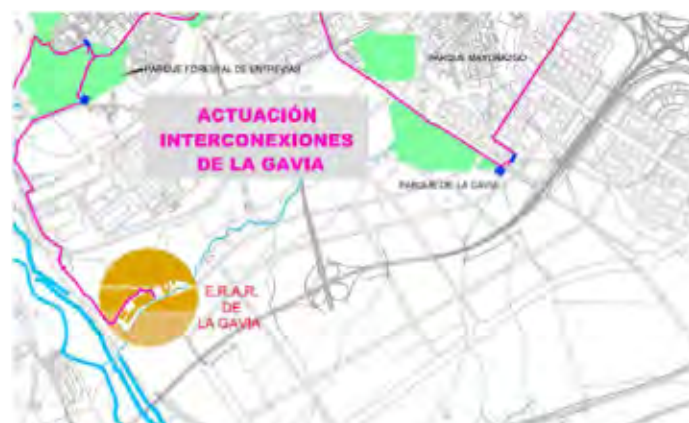 PARQUE FORESTAL DE ENTREVIAS
PARQUE MAYORAZGO
ACTUACIÓN
INTERCONEXIONES
DE LA GAVIA
PARQUE DE LA GAVIA
E.R.A.R.
DE
LA GAVIA